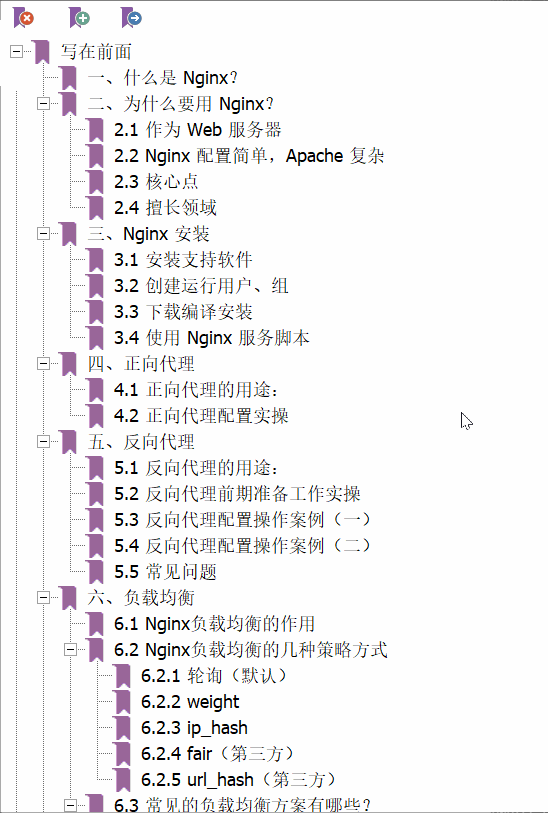 写在前面
一、什么是 Nginx？
二、为什么要用 Nginx？
2.1 作为 Web 服务器
2.2 Nginx 配置简单，Apache 复杂
2.3 核心点
2.4 擅长领域
三、Nginx 安装
3.1 安装支持软件
3.2 创建运行用户、组
3.3 下载编译安装
3.4 使用 Nginx 服务脚本
四、正向代理
4.1 正向代理的用途：
4.2 正向代理配置实操
五、反向代理
5.1 反向代理的用途：
5.2 反向代理前期准备工作实操
5.3 反向代理配置操作案例（一）
5.4 反向代理配置操作案例（二）
5.5 常见问题
六、负载均衡
6.1 Nginx负载均衡的作用
6.2 Nginx负载均衡的几种策略方式
6.2.1 轮询（默认）
6.2.2 weight
6.2.3 ip_hash
6.2.4 fair（第三方）
6.2.5 url_hash（第三方）
6.3 常见的负载均衡方案有哪些？